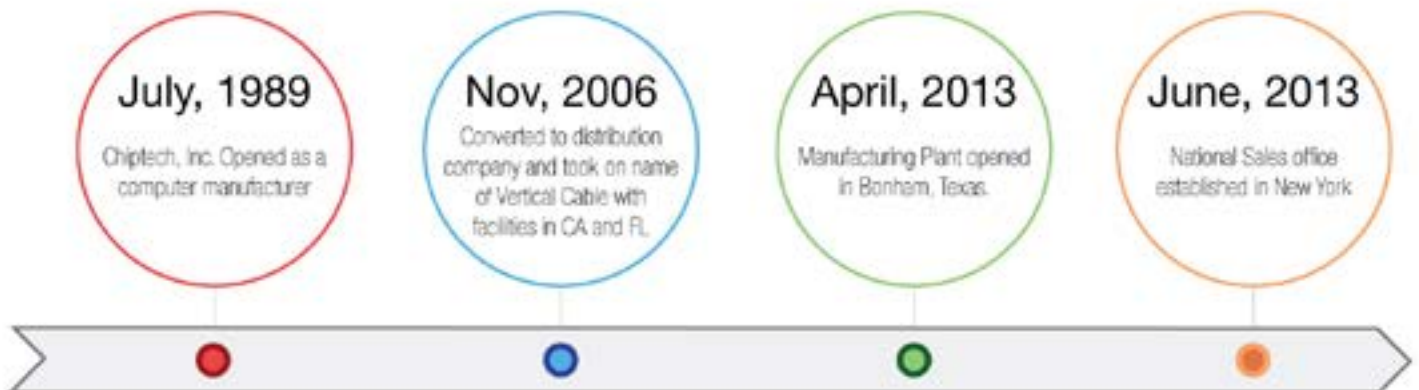 July, 1989
Chiptech, Inc. Opened as a
computer manufacturer
Nov, 2006
Converted to distribution
company and took on name
of Vertical Cable with
facilities in CA and FL
April, 2013
Manufacturing Plant opened
in Bonham, Texas.
June, 2013
National Sales office
established in New York